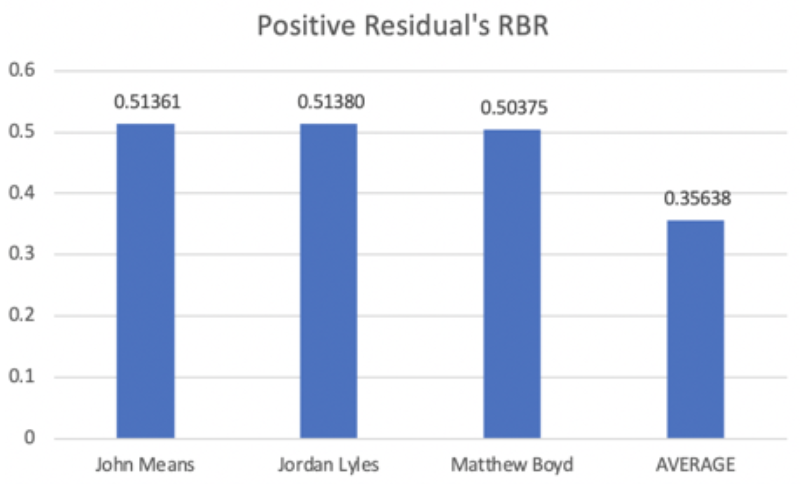 Positive Residual's RBR
0.6
0.5
0.4
0.3
0.2
0.1
0
0.51361
0.51380
0.50375
0.35638
John Means
Jordan Lyles
Matthew Boyd
AVERAGE